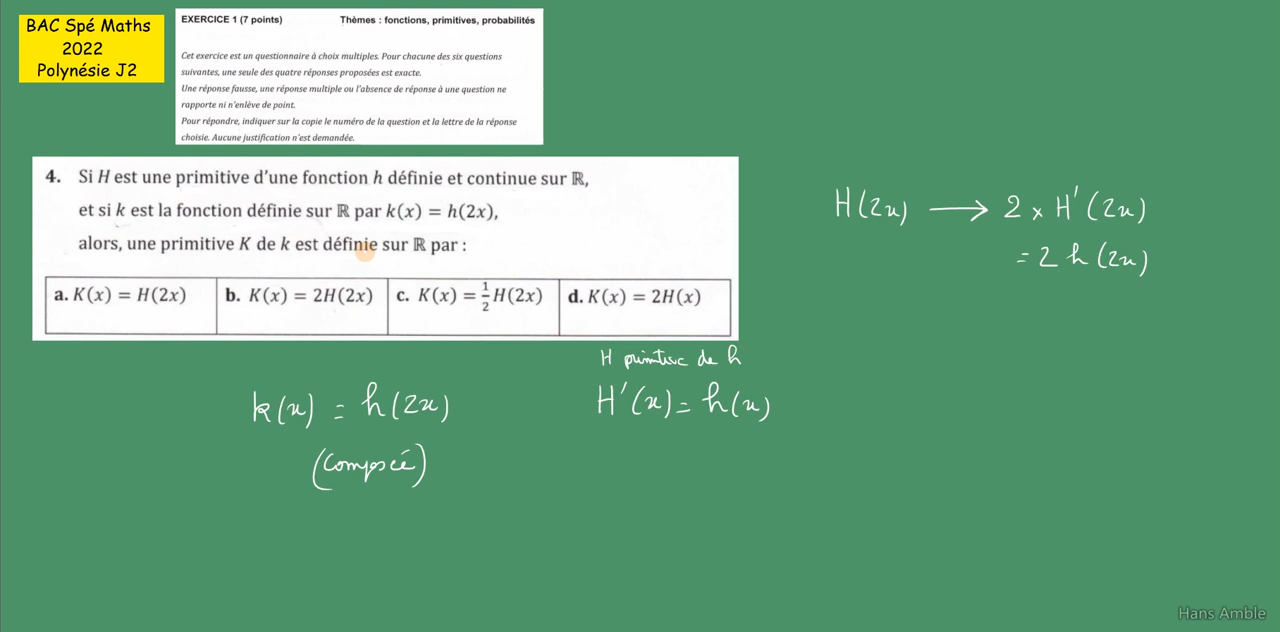 BAC Spé Maths
2022
Polynésie J2
EXERCICE 1 (7 points) Thèmes : fonctions, primitives, probabilités
Cet exercice est un questionnaire à choix multiples. Pour chacune des six questions
suivantes, une seule des quatre réponses proposées est exacte.
Une réponse fausse, une réponse multiple ou l'absence de réponse à une question ne
rapporte ni n'enlève de point.
Pour répondre, indiquer sur la copie le numéro de la question et la lettre de la réponse
choisie. Aucune justification n'est demandée.
4. Si H est une primitive d'une fonction h définie et continue sur ℝ,
et si k est la fonction définie sur ℝ par k(x) = h(2x),
alors, une primitive K de k est définie sur ℝ par :
a. K(x) = H(2x) b. K(x) = 2H(2x) c. K(x) = 1/2 H(2x) d. K(x) = 2H(x)
H(2x) ⟶ 2 × H'(2x)
= 2 h(2x)
H primitive de h
k(x) = h(2x) H'(x) = h(x)
(composée)
Hans Amble